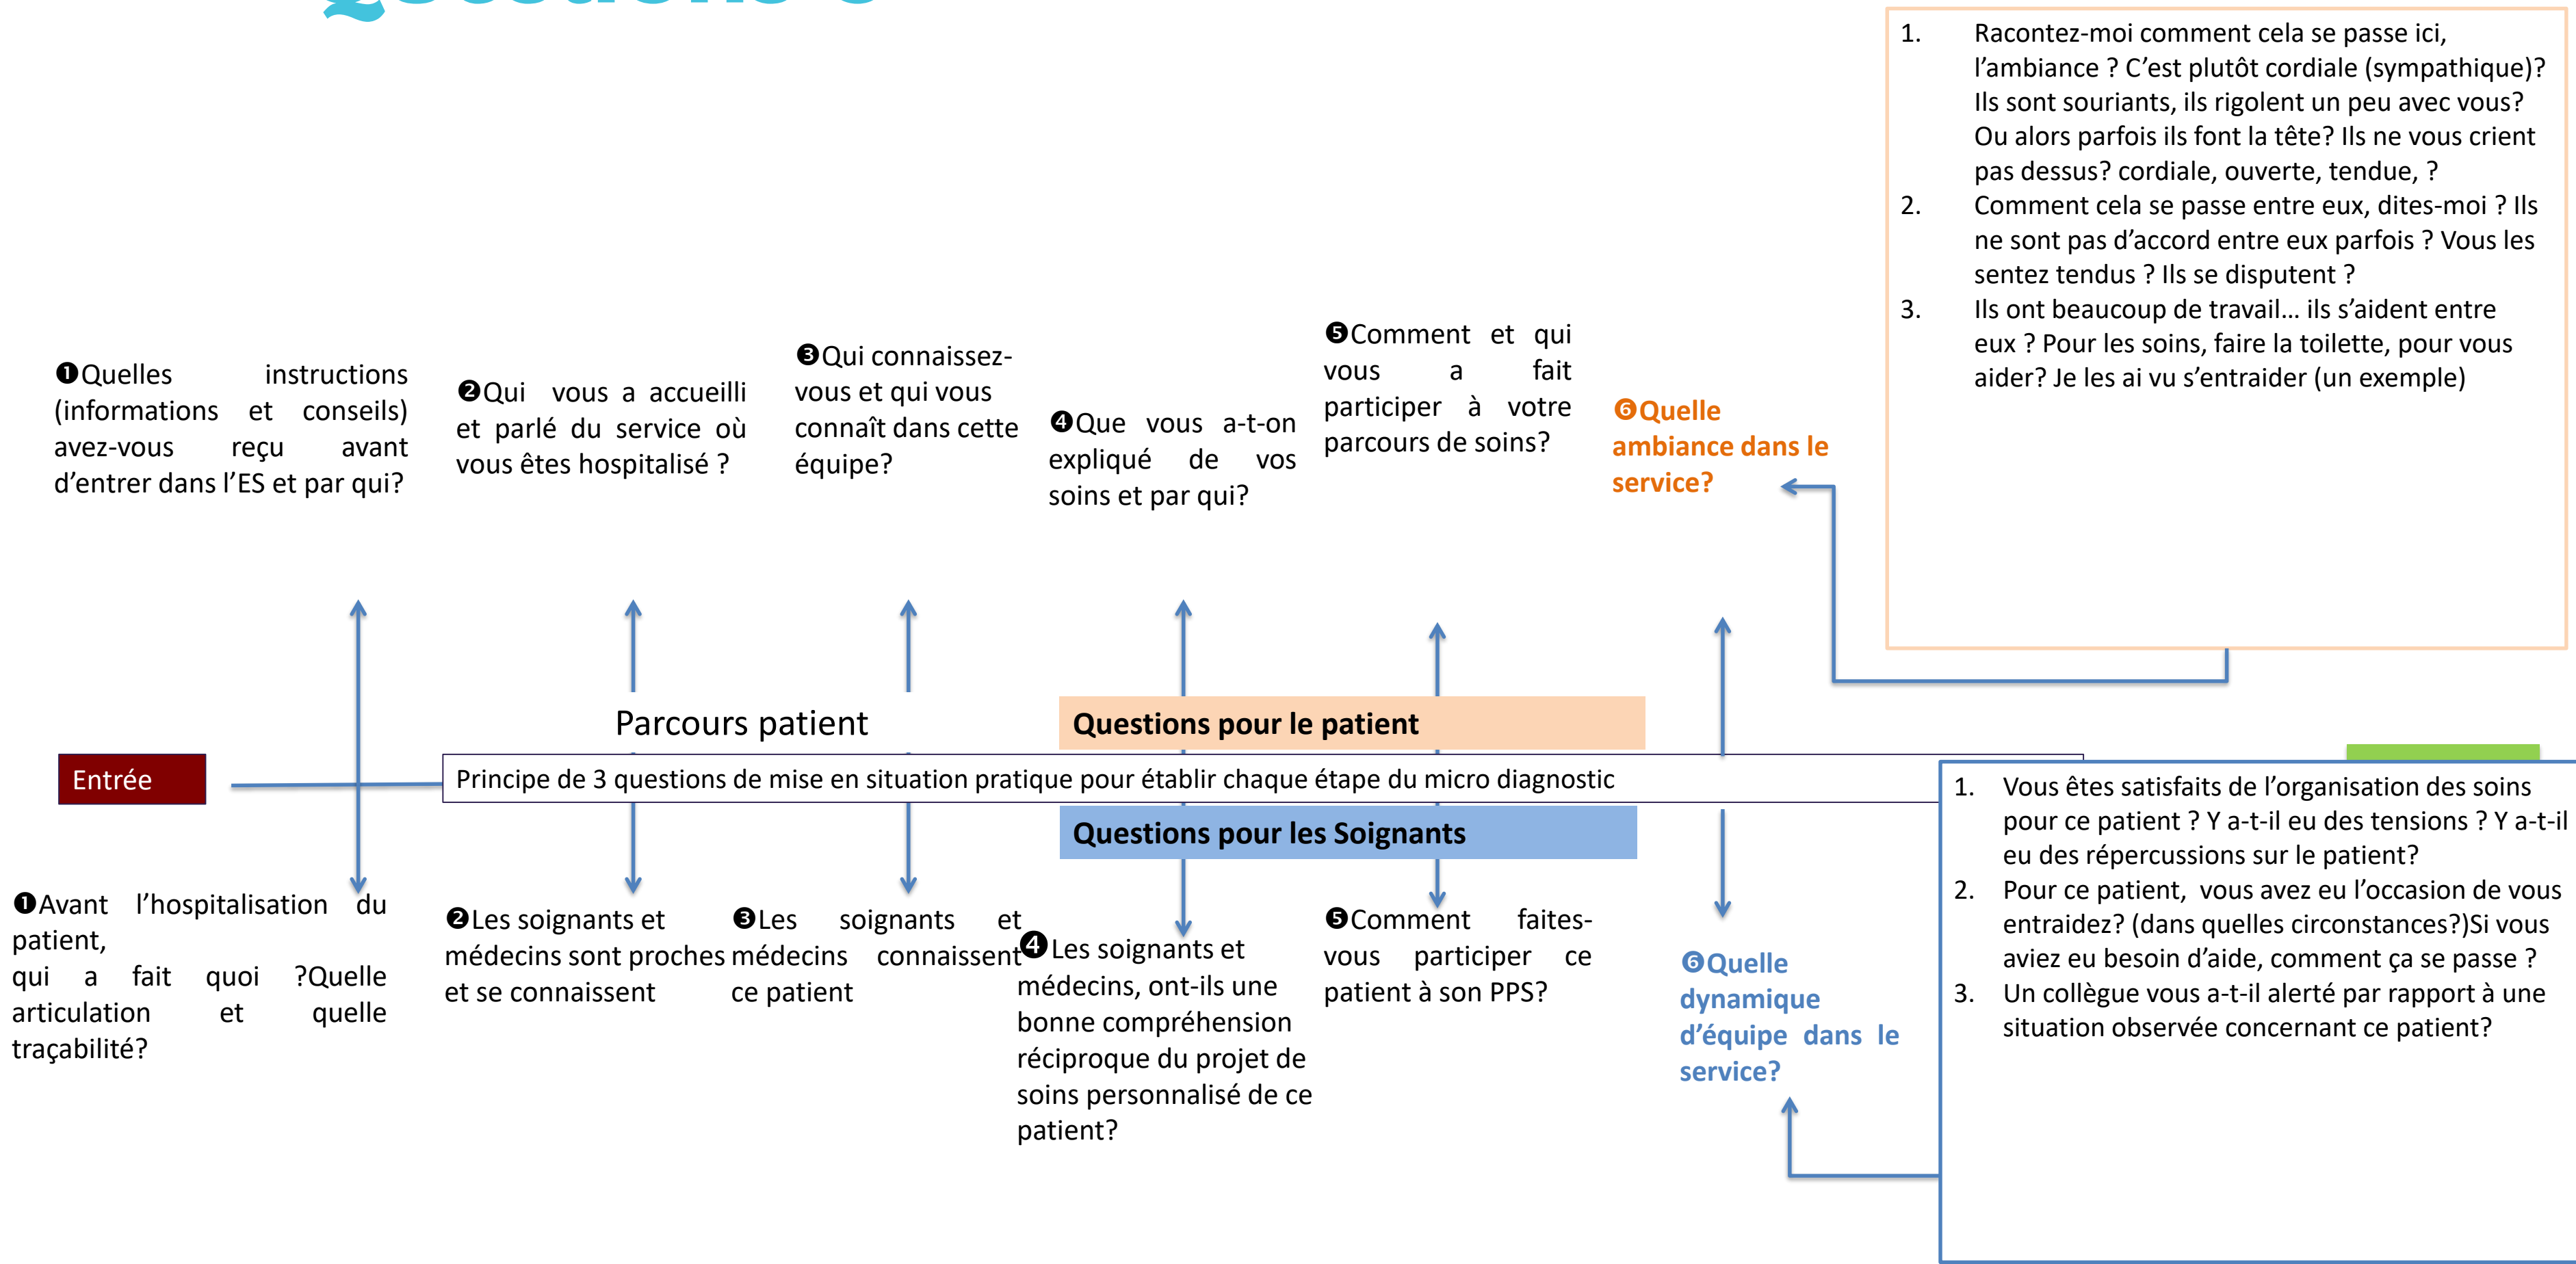 1. Racontez-moi comment cela se passe ici,
l’ambiance ? C’est plutôt cordiale (sympathique)?
Ils sont souriants, ils rigolent un peu avec vous?
Ou alors parfois ils font la tête? Ils ne vous crient
pas dessus? cordiale, ouverte, tendue, ?
2. Comment cela se passe entre eux, dites-moi ? Ils
ne sont pas d’accord entre eux parfois ? Vous les
sentez tendus ? Ils se disputent ?
3. Ils ont beaucoup de travail… ils s’aident entre
eux ? Pour les soins, faire la toilette, pour vous
aider? Je les ai vu s’entraider (un exemple)
❶Quelles instructions
(informations et conseils)
avez-vous reçu avant
d’entrer dans l’ES et par qui?
❷Qui vous a accueilli
et parlé du service où
vous êtes hospitalisé ?
❸Qui connaissez-
vous et qui vous
connaît dans cette
équipe?
❹Que vous a-t-on
expliqué de vos
soins et par qui?
❺Comment et qui
vous a fait
participer à votre
parcours de soins?
❻Quelle
ambiance dans le
service?
Parcours patient
Questions pour le patient
Entrée
Principe de 3 questions de mise en situation pratique pour établir chaque étape du micro diagnostic
Questions pour les Soignants
❶Avant l’hospitalisation du
patient,
qui a fait quoi ?Quelle
articulation et quelle
traçabilité?
❷Les soignants et
médecins sont proches
et se connaissent
❸Les soignants et
médecins connaissent
ce patient
❹Les soignants et
médecins, ont-ils une
bonne compréhension
réciproque du projet de
soins personnalisé de ce
patient?
❺Comment faites-
vous participer ce
patient à son PPS?
❻Quelle
dynamique
d’équipe dans le
service?
1. Vous êtes satisfaits de l’organisation des soins
pour ce patient ? Y a-t-il eu des tensions ? Y a-t-il
eu des répercussions sur le patient?
2. Pour ce patient, vous avez eu l’occasion de vous
entraidez? (dans quelles circonstances?)Si vous
aviez eu besoin d’aide, comment ça se passe ?
3. Un collègue vous a-t-il alerté par rapport à une
situation observée concernant ce patient?